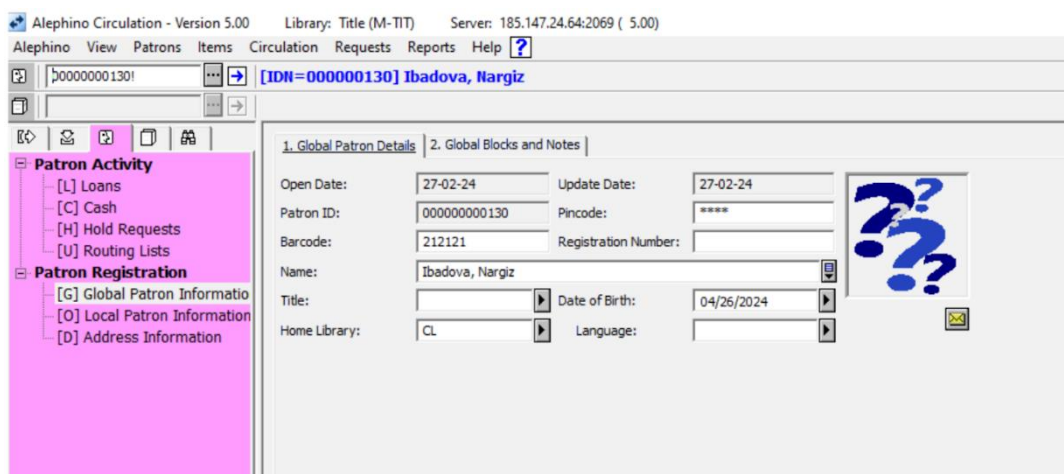 Alephino Circulation - Version 5.00 Library: Title (M-TIT) Server: 185.147.24.64:2069 ( 5.00)
Alephino View Patrons Items Circulation Requests Reports Help ?
00000000130! ... [IDN=000000130] Ibadova, Nargiz
...
1. Global Patron Details 2. Global Blocks and Notes
Patron Activity
[L] Loans
[C] Cash
[H] Hold Requests
[U] Routing Lists
Patron Registration
[G] Global Patron Informatio
[O] Local Patron Information
[D] Address Information
Open Date: 27-02-24 Update Date: 27-02-24
Patron ID: 000000000130 Pincode: ****
Barcode: 212121 Registration Number:
Name: Ibadova, Nargiz
Title: Date of Birth: 04/26/2024
Home Library: CL Language:
????